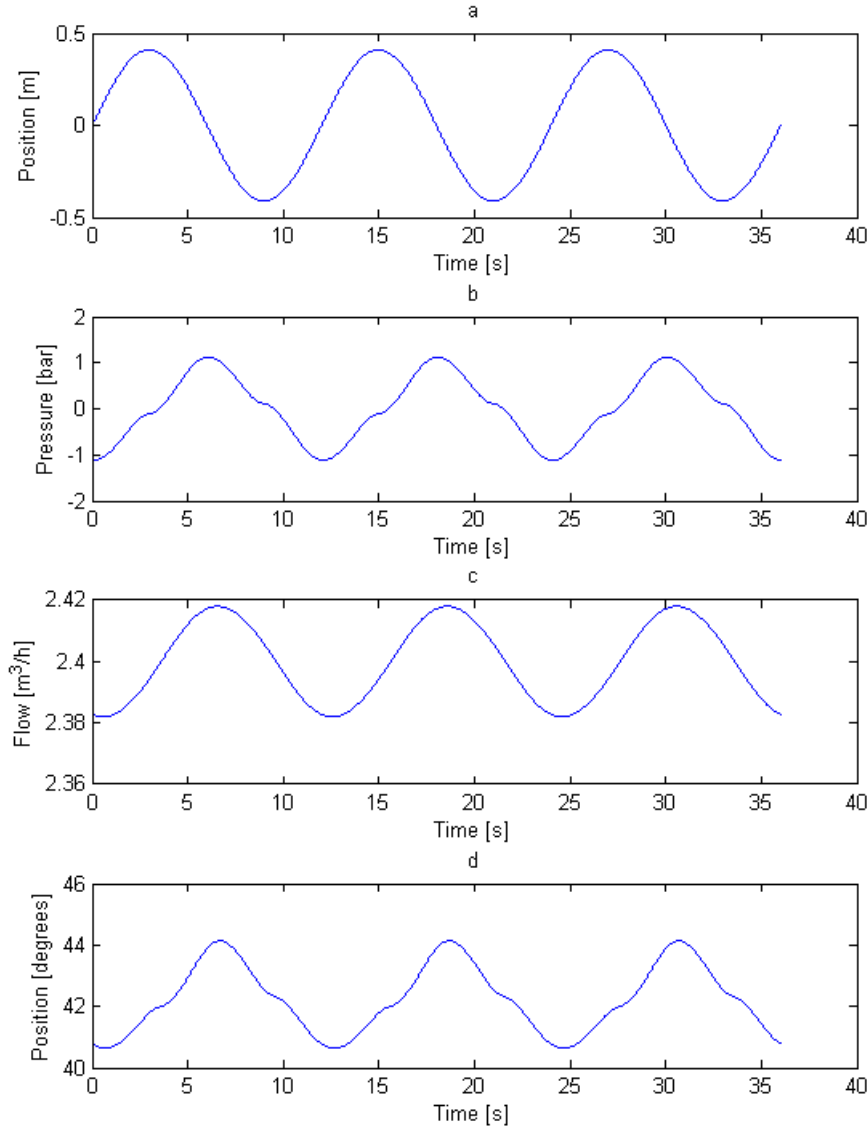 a
0.5
0
-0.5
Position [m]
0 5 10 15 20 25 30 35 40
Time [s]
b
2
1
0
-1
-2
Pressure [bar]
0 5 10 15 20 25 30 35 40
Time [s]
c
2.42
2.4
2.38
2.36
Flow [m³/h]
0 5 10 15 20 25 30 35 40
Time [s]
d
46
44
42
40
Position [degrees]
0 5 10 15 20 25 30 35 40
Time [s]